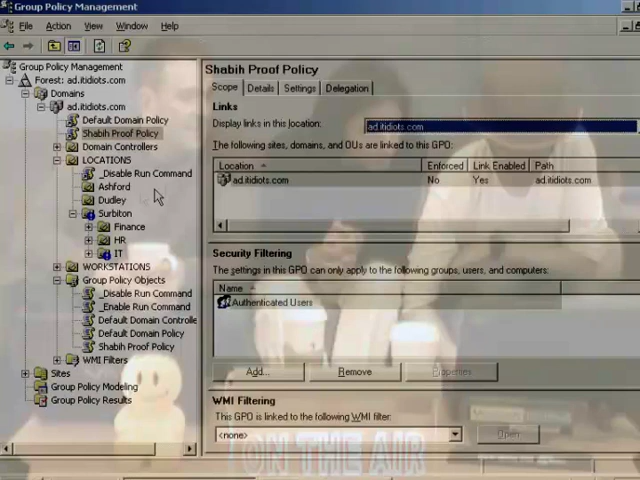 Group Policy Management
File Action View Window Help
Group Policy Management
Forest: ad.itidiots.com
Domains
ad.itidiots.com
Default Domain Policy
Shabih Proof Policy
Domain Controllers
LOCATIONS
_Disable Run Command
Ashford
Dudley
Surbiton
Finance
HR
IT
WORKSTATIONS
Group Policy Objects
_Disable Run Command
_Enable Run Command
Default Domain Controlle
Default Domain Policy
Shabih Proof Policy
WMI Filters
Sites
Group Policy Modeling
Group Policy Results
Shabih Proof Policy
Scope Details Settings Delegation
Links
Display links in this location: ad.itidiots.com
The following sites, domains, and OUs are linked to this GPO:
Location Enforced Link Enabled Path
ad.itidiots.com No Yes ad.itidiots.com
Security Filtering
The settings in this GPO can only apply to the following groups, users, and computers:
Name
Authenticated Users
Add... Remove Properties
WMI Filtering
This GPO is linked to the following WMI filter:
<none> Open
ON THE AIR